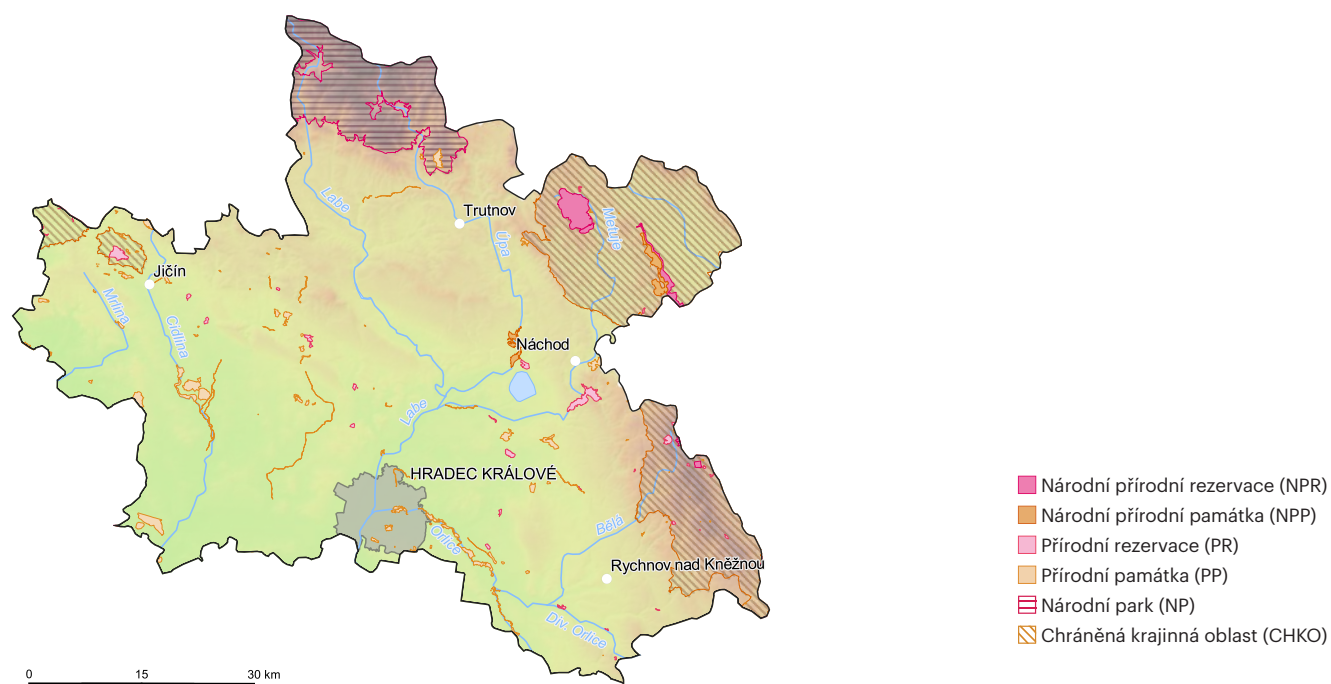 Labe
Trutnov
Úpa
Metuje
Jičín
Mrlina
Cidlina
Náchod
Labe
HRADEC KRÁLOVÉ
Orlice
Bělá
Rychnov nad Kněžnou
Div. Orlice
Národní přírodní rezervace (NPR)
Národní přírodní památka (NPP)
Přírodní rezervace (PR)
Přírodní památka (PP)
Národní park (NP)
Chráněná krajinná oblast (CHKO)
0 15 30 km